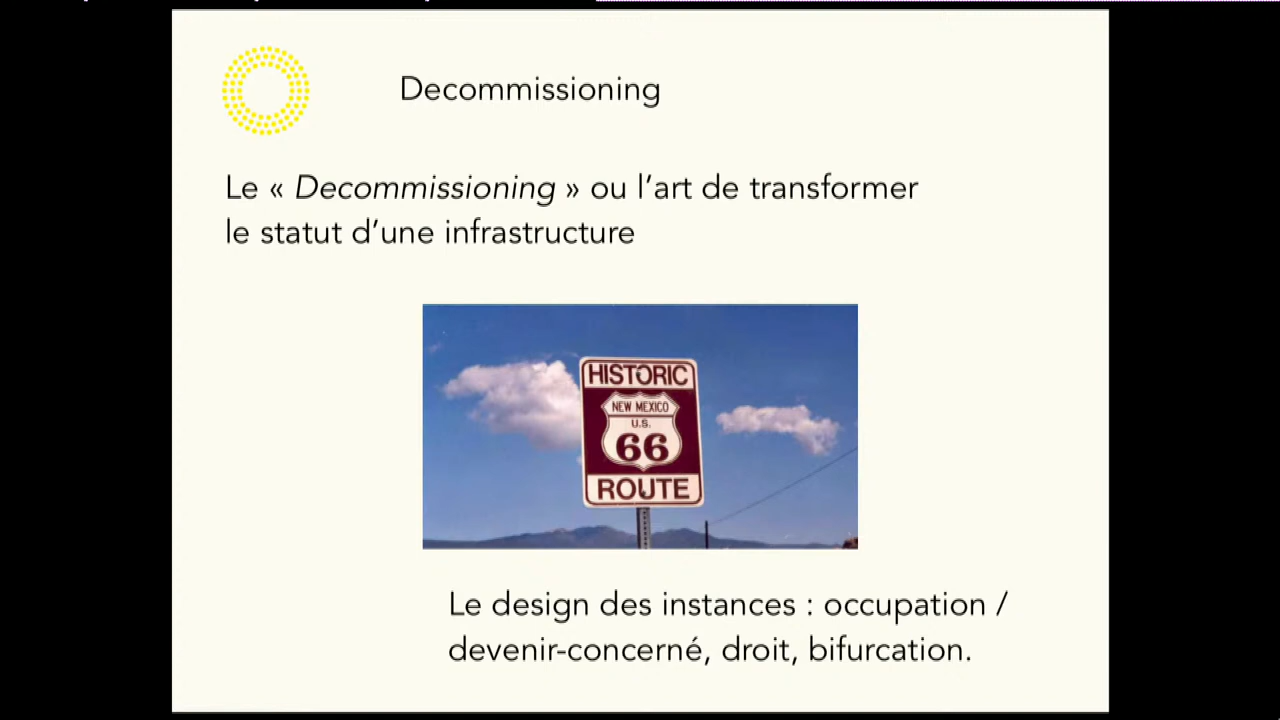 Decommissioning
Le « Decommissioning » ou l’art de transformer
le statut d’une infrastructure
HISTORIC
NEW MEXICO
U.S.
66
ROUTE
Le design des instances : occupation /
devenir-concerné, droit, bifurcation.